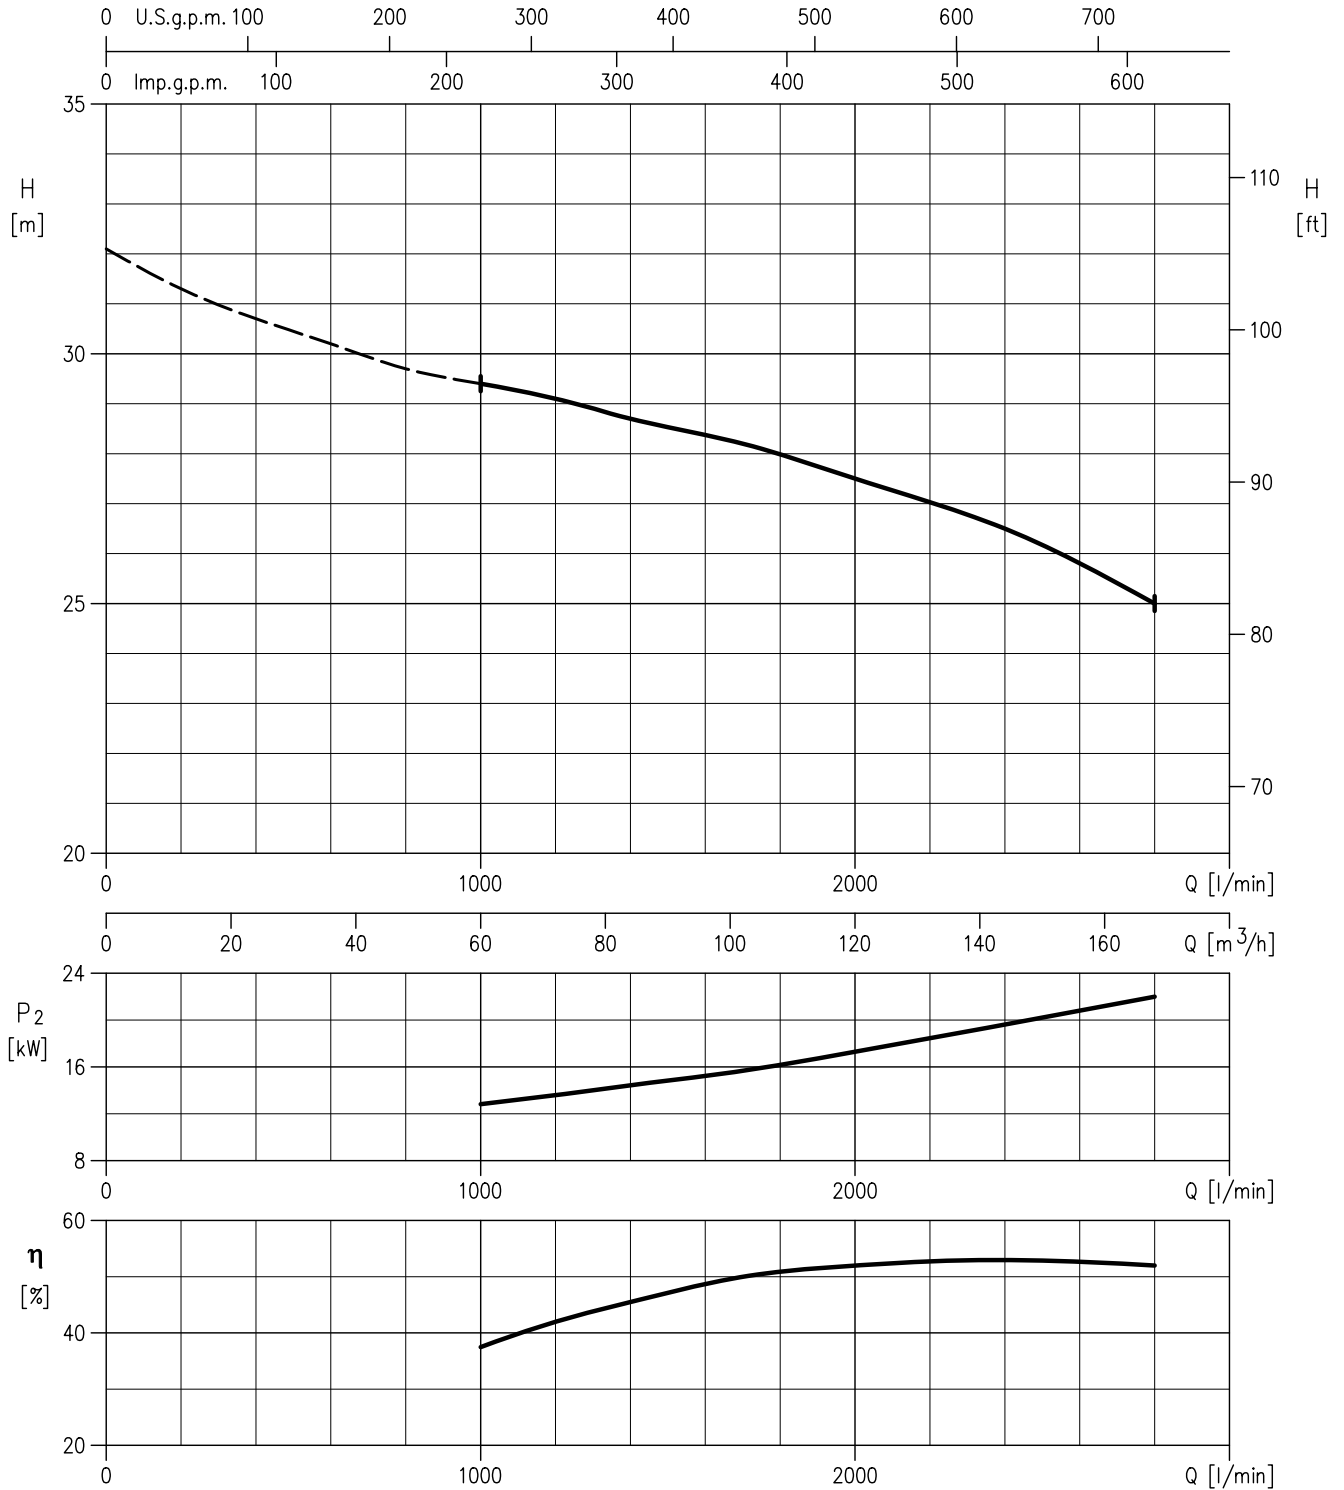 0 U.S.g.p.m. 100 200 300 400 500 600 700
0 Imp.g.p.m. 100 200 300 400 500 600
35
H
[m]
30
25
20
110
H
[ft]
100
90
80
70
0 1000 2000 Q [l/min]
0 20 40 60 80 100 120 140 160 Q [m³/h]
24
P₂
[kW]
16
8
0 1000 2000 Q [l/min]
60
η
[%]
40
20
0 1000 2000 Q [l/min]